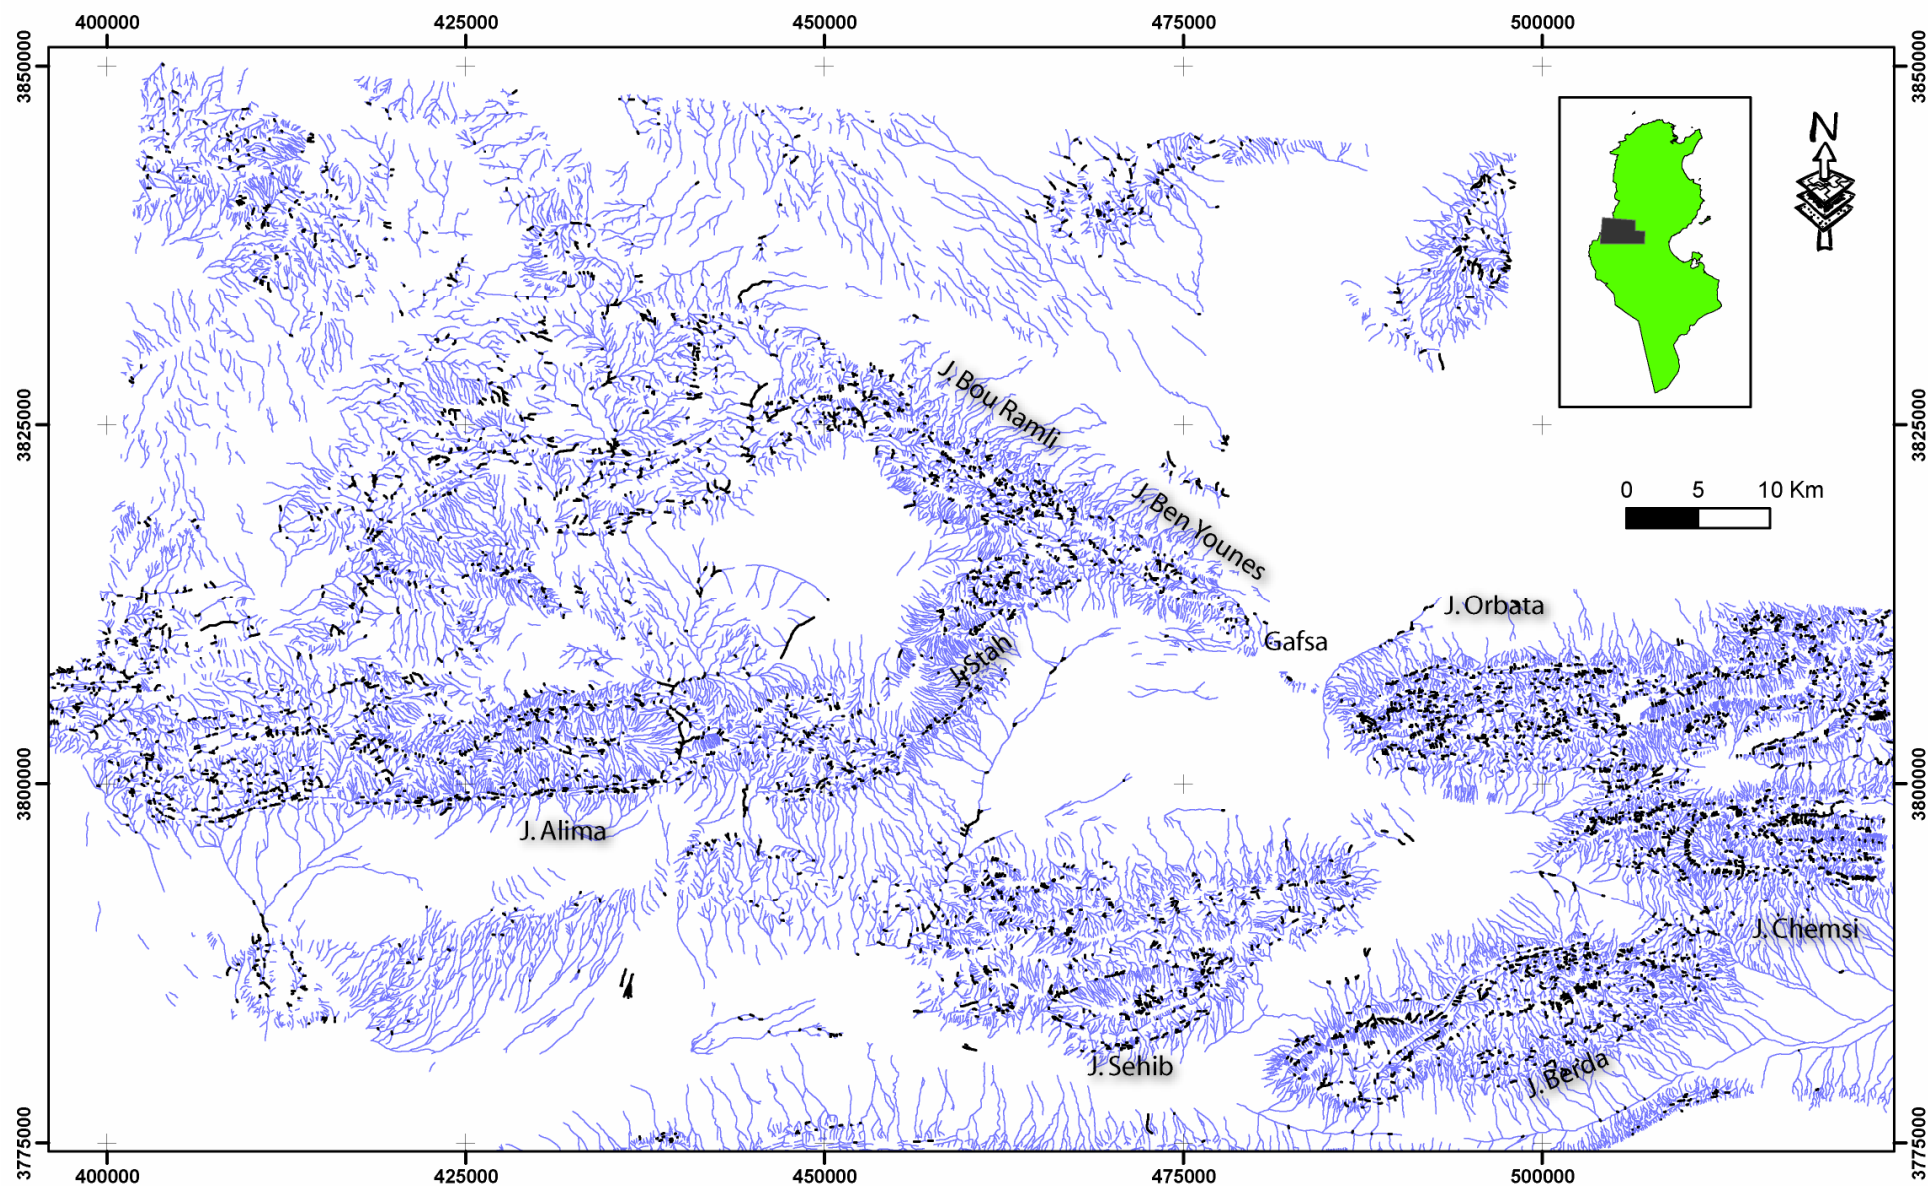 400000 425000 450000 475000 500000
3850000 3850000
N
J. Bou Ramli
3825000 3825000
0 5 10 Km
J. Ben Younes
J. Orbata
Gafsa
J. Stah
3800000 3800000
J. Alima
J. Chemsi
J. Sehib
J. Berda
3775000 3775000
400000 425000 450000 475000 500000